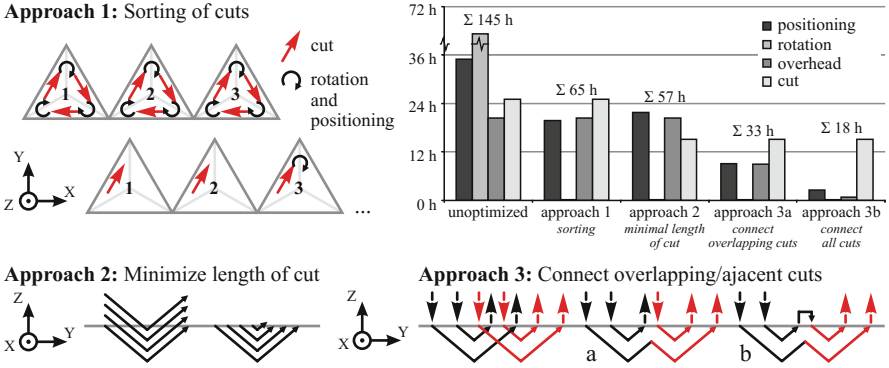 Approach 1: Sorting of cuts
cut
rotation
and
positioning
1
2
3
Y
Z
X
1
2
3
...
72 h
36 h
24 h
12 h
0 h
Σ 145 h
Σ 65 h
Σ 57 h
Σ 33 h
Σ 18 h
positioning
rotation
overhead
cut
unoptimized
approach 1
sorting
approach 2
minimal length
of cut
approach 3a
connect
overlapping cuts
approach 3b
connect
all cuts
Approach 2: Minimize length of cut
Z
X
Y
Approach 3: Connect overlapping/ajacent cuts
Z
X
Y
a
b